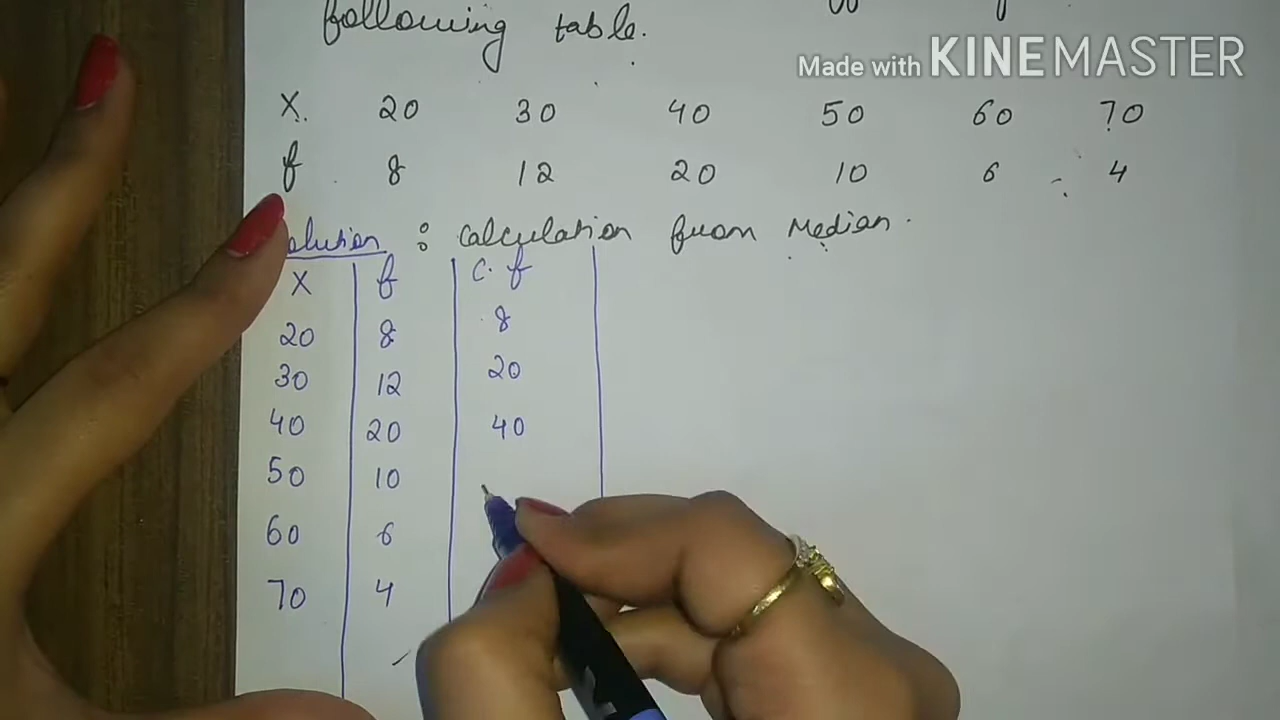 following table.
Made with KINEMASTER
X. 20 30 40 50 60 70
f 8 12 20 10 6 4
olution : Calculation from Median.
X f C. f
20 8 8
30 12 20
40 20 40
50 10
60 6
70 4